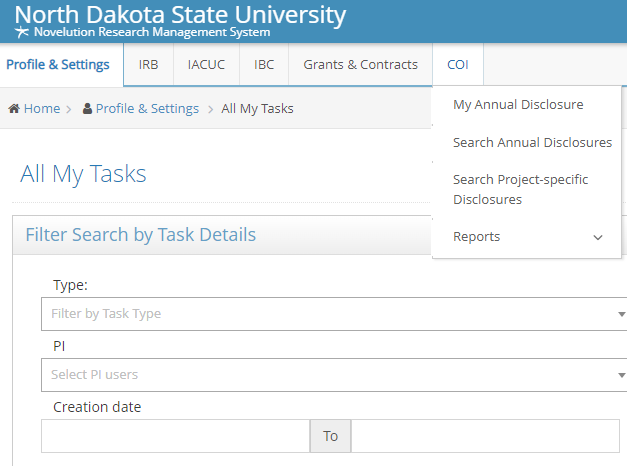 North Dakota State University
Novelution Research Management System
Profile & Settings IRB IACUC IBC Grants & Contracts COI
Home Profile & Settings All My Tasks
My Annual Disclosure
Search Annual Disclosures
Search Project-specific
Disclosures
Reports
All My Tasks
Filter Search by Task Details
Type:
Filter by Task Type
PI
Select PI users
Creation date
To